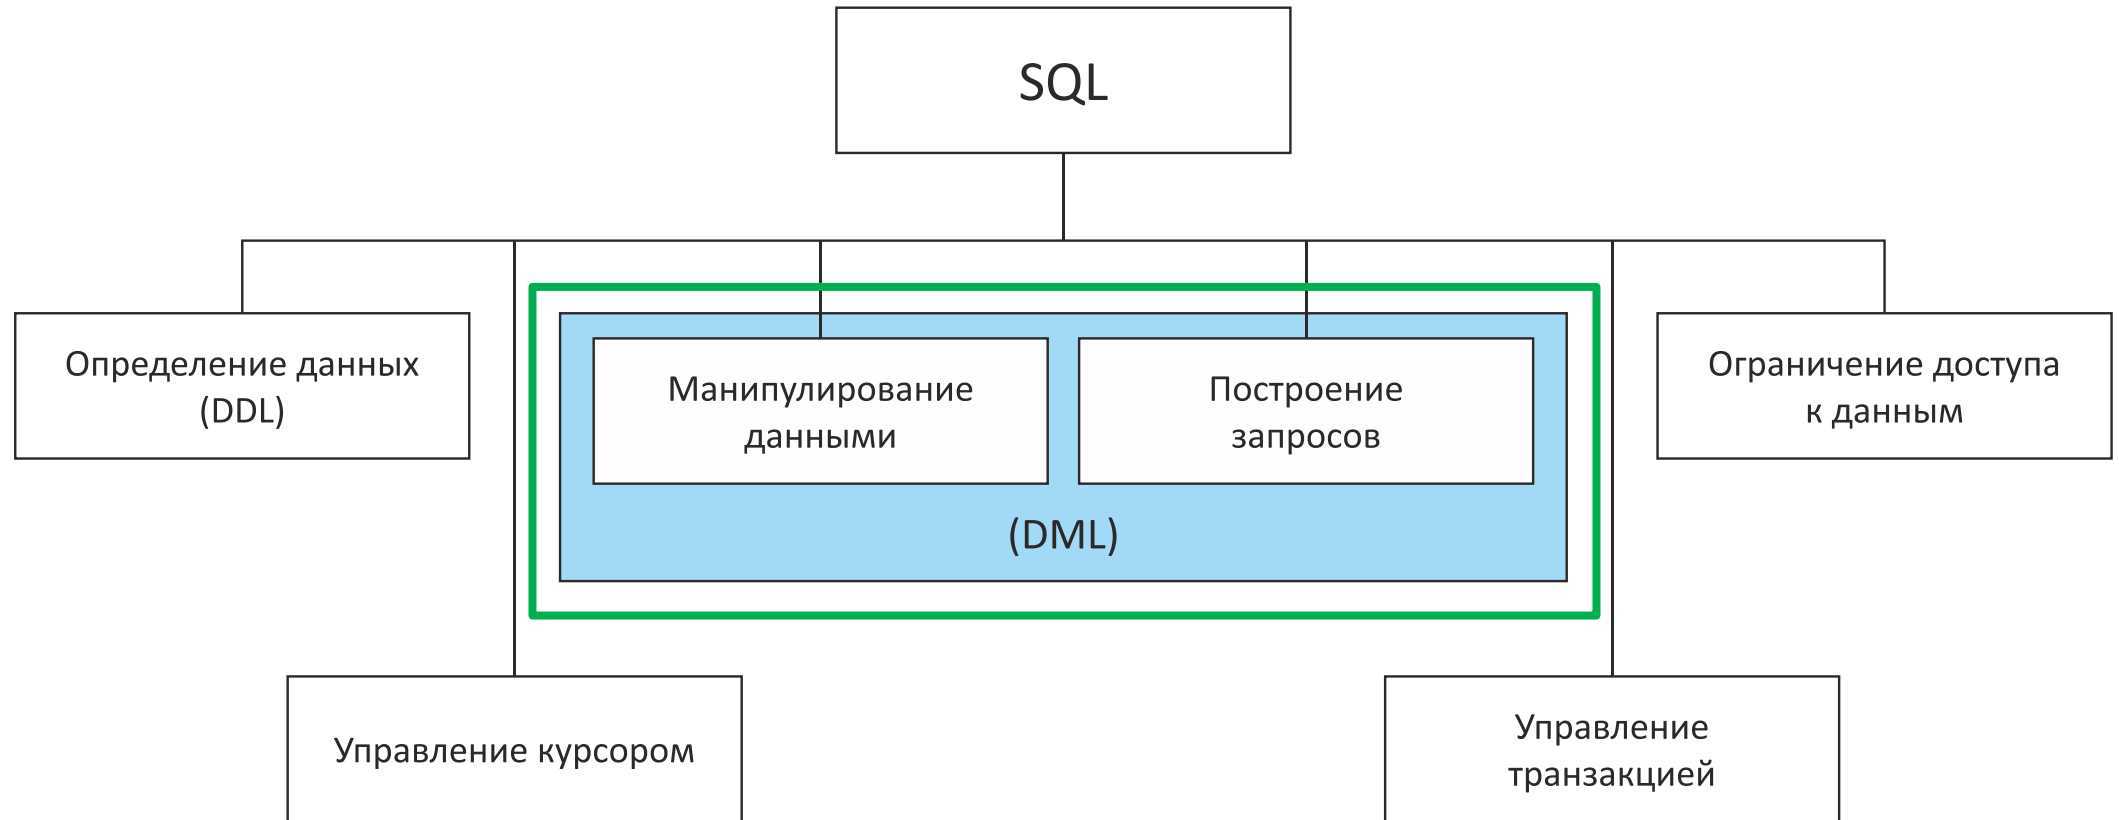 SQL
Определение данных
(DDL)
Манипулирование
данными
Построение
запросов
(DML)
Ограничение доступа
к данным
Управление курсором
Управление
транзакцией